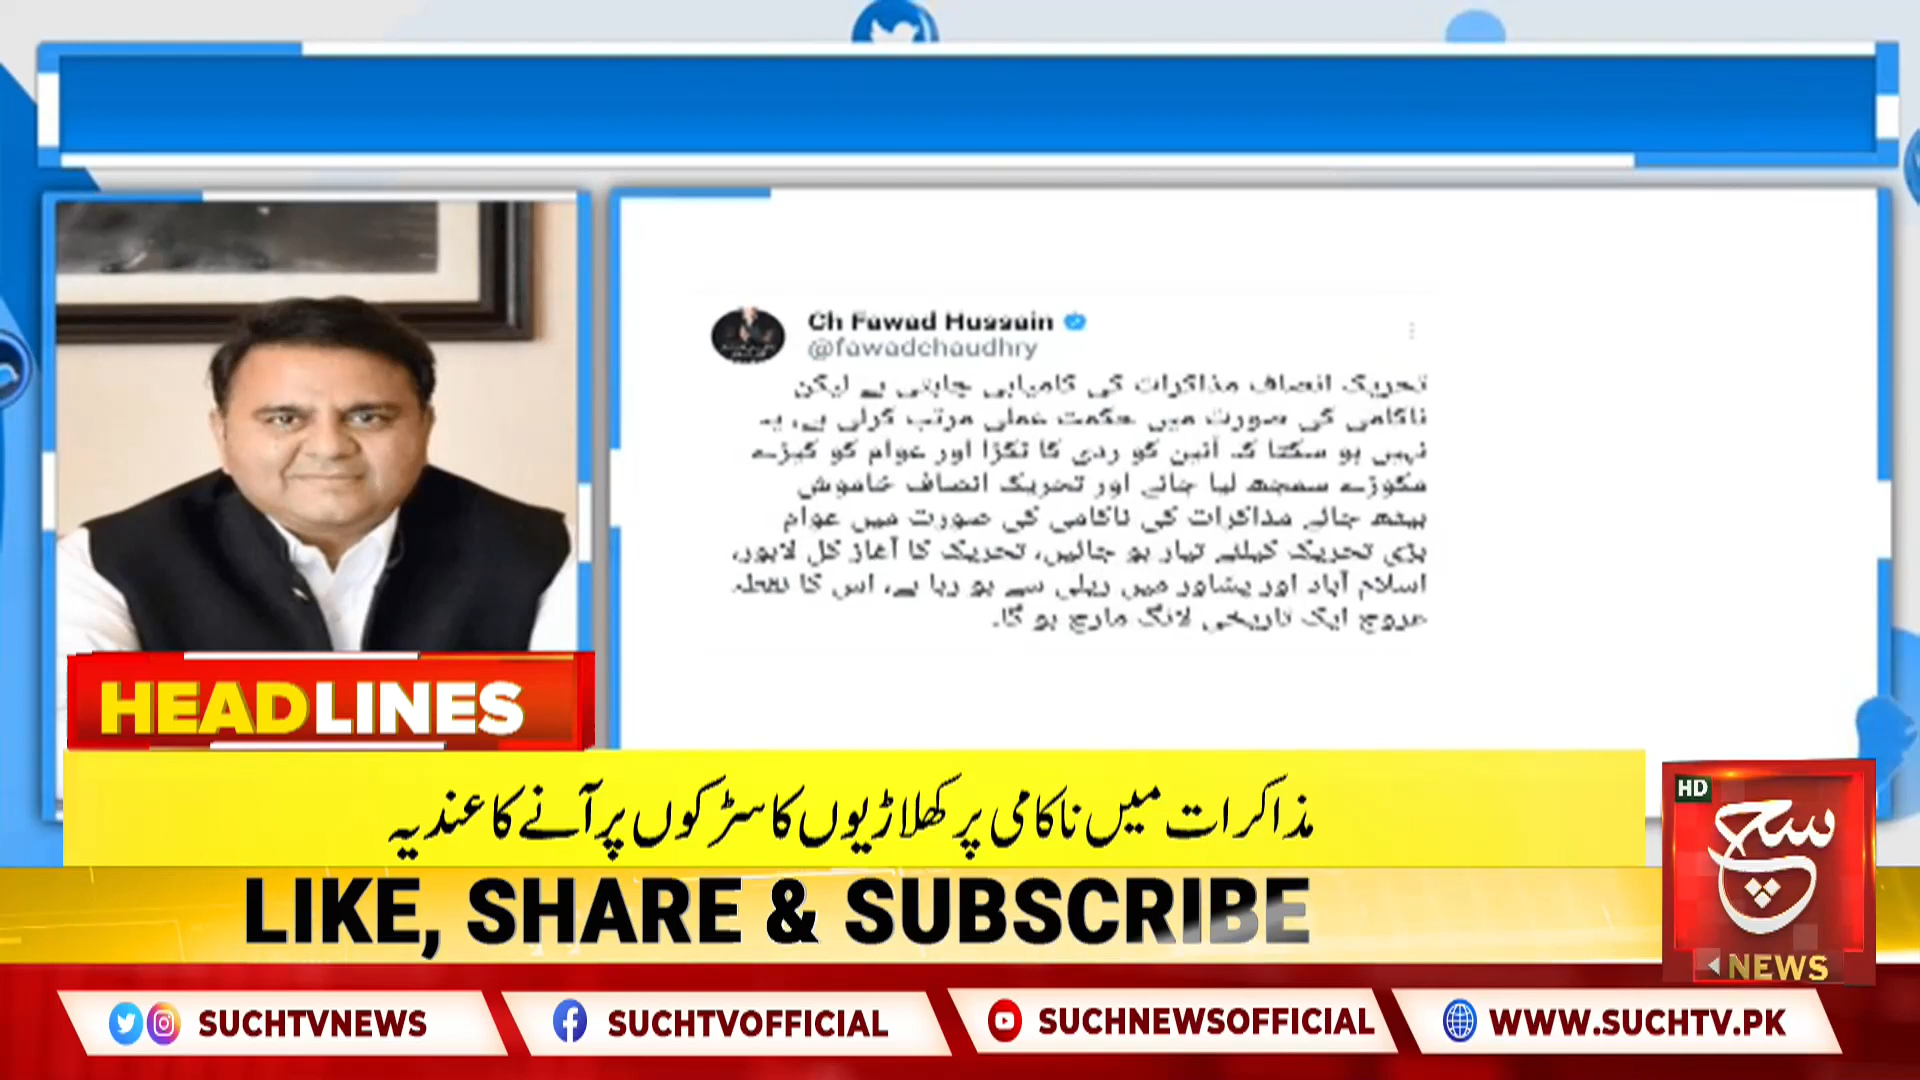 Ch Fawad Hussain
@fawadchaudhry
تحریک انصاف مذاکرات کی کامیابی چاہتی ہے لیکن
ناکامی کی صورت میں حکمت عملی مرتب کرلی ہے، یہ
نہیں ہو سکتا کہ آئین کو ردی کا ٹکڑا اور عوام کو کیڑے
مکوڑے سمجھ لیا جائے اور تحریک انصاف خاموش
بیٹھ جائے مذاکرات کی ناکامی کی صورت میں عوام
بڑی تحریک کیلئے تیار ہو جائیں، تحریک کا آغاز کل لاہور،
اسلام آباد اور پشاور میں ریلی سے ہو رہا ہے، اس کا نقطہ
عروج ایک تاریخی لانگ مارچ ہو گا۔
HEADLINES
مذاکرات میں ناکامی پر کھلاڑیوں کا سڑکوں پر آنے کا عندیہ
LIKE, SHARE & SUBSCRIBE
HD
سچ
NEWS
SUCHTVNEWS
SUCHTVOFFICIAL
SUCHNEWSOFFICIAL
WWW.SUCHTV.PK